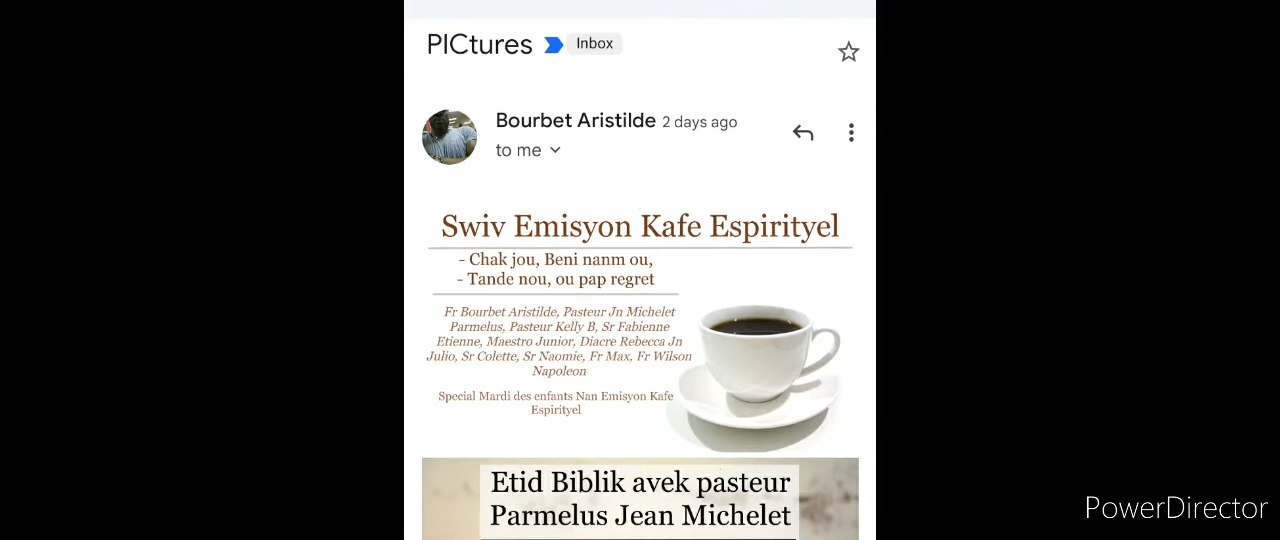 PICtures Inbox
Bourbet Aristilde 2 days ago
to me
Swiv Emisyon Kafe Espirityel
- Chak jou, Beni nanm ou,
- Tande nou, ou pap regret
Fr Bourbet Aristilde, Pasteur Jn Michelet
Parmelus, Pasteur Kelly B, Sr Fabienne
Etienne, Maestro Junior, Diacre Rebecca Jn
Julio, Sr Colette, Sr Naomie, Fr Max, Fr Wilson
Napoleon
Special Mardi des enfants Nan Emisyon Kafe
Espirityel
Etid Biblik avek pasteur
Parmelus Jean Michelet
PowerDirector